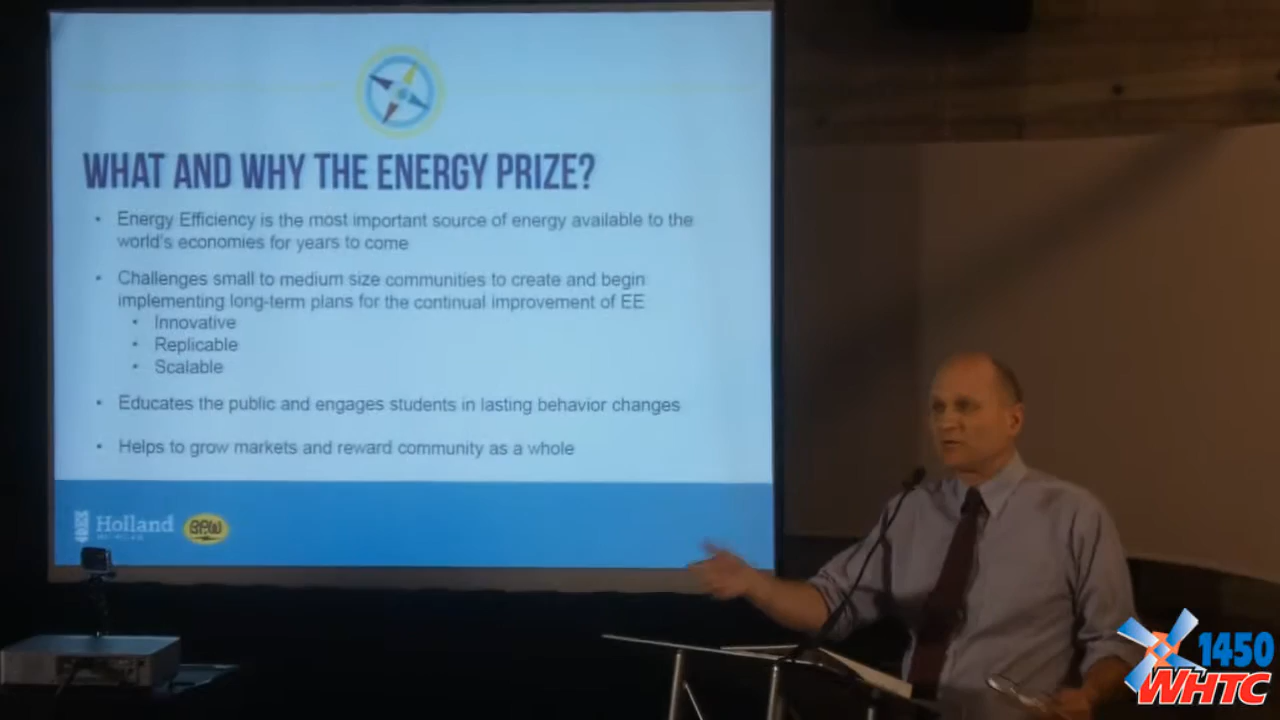 WHAT AND WHY THE ENERGY PRIZE?
• Energy Efficiency is the most important source of energy available to the
world's economies for years to come
• Challenges small to medium size communities to create and begin
implementing long-term plans for the continual improvement of EE
• Innovative
• Replicable
• Scalable
• Educates the public and engages students in lasting behavior changes
• Helps to grow markets and reward community as a whole
Holland
BPW
1450
WHTC